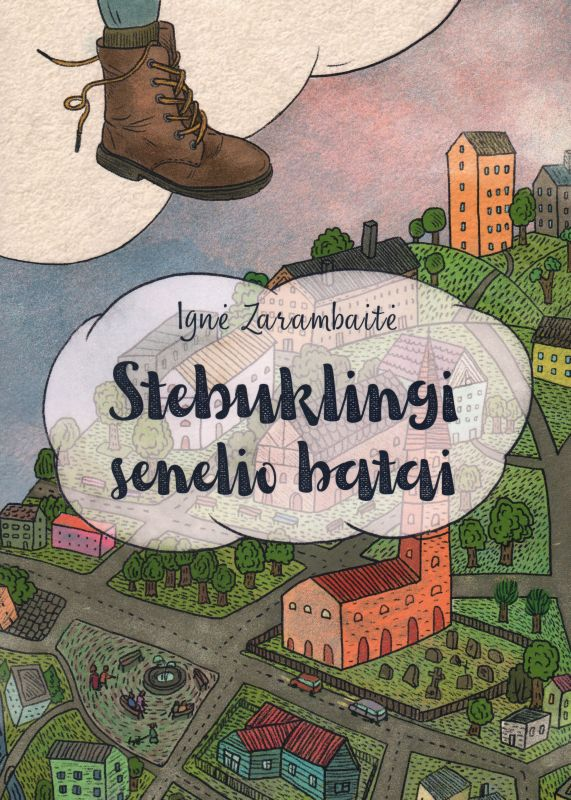 Ignė Zarambaitė
Stebuklingi
senelio batai